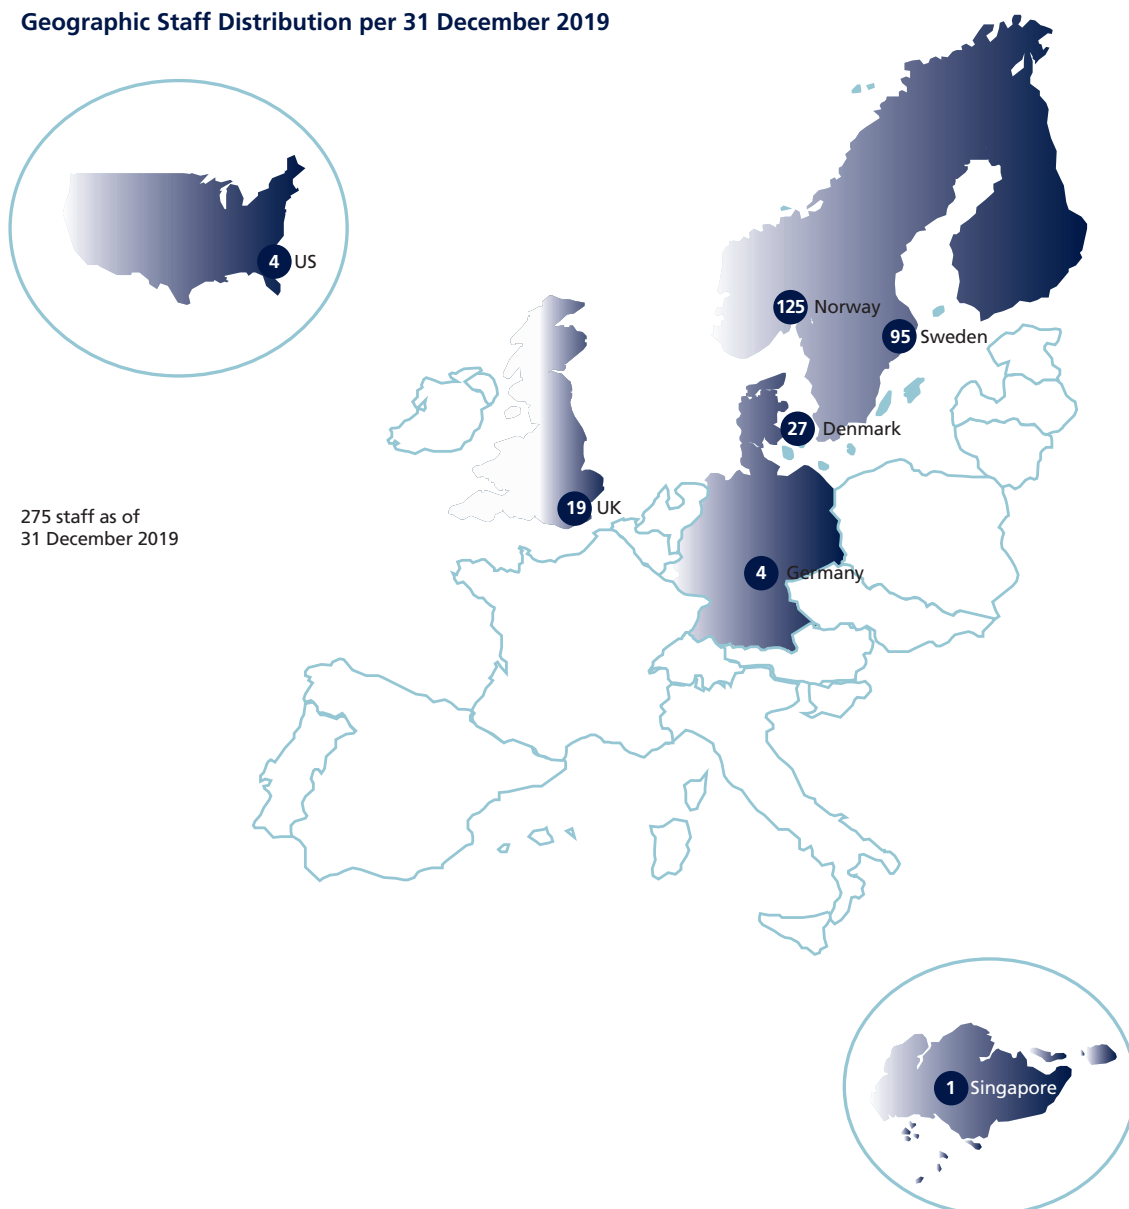 Geographic Staff Distribution per 31 December 2019
4 US
125 Norway
95 Sweden
27 Denmark
19 UK
275 staff as of
31 December 2019
4 Germany
1 Singapore